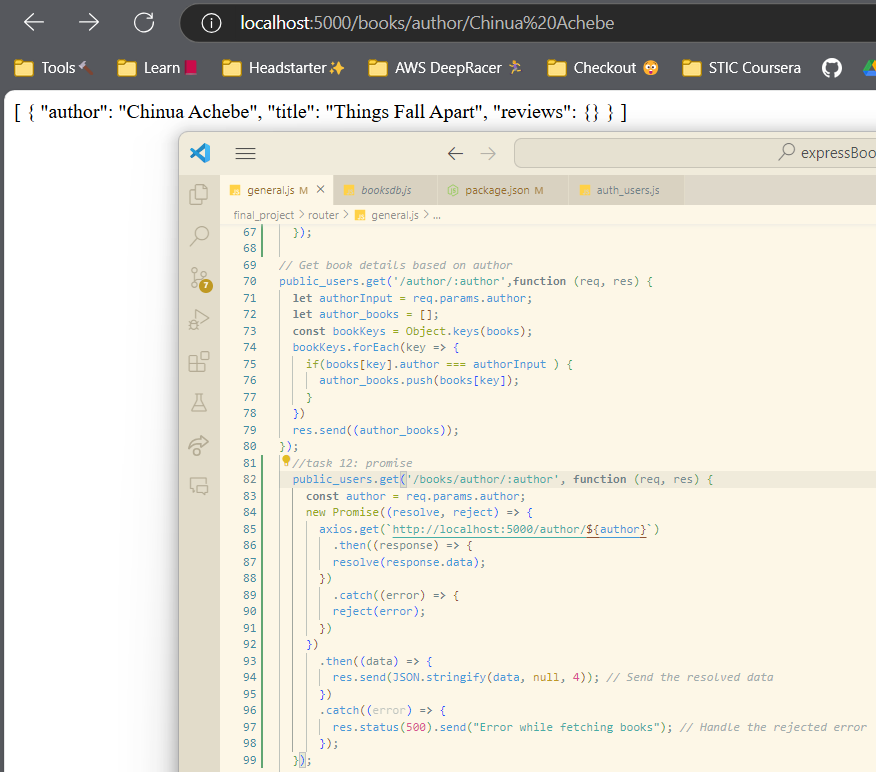 localhost:5000/books/author/Chinua%20Achebe
Tools Learn Headstarter AWS DeepRacer Checkout STIC Coursera
[ { "author": "Chinua Achebe", "title": "Things Fall Apart", "reviews": {} } ]
expressBoo
general.js M booksdb.js package.json M auth_users.js
final_project > router > general.js > ...
67 });
68
69 // Get book details based on author
70 public_users.get('/author/:author',function (req, res) {
71 let authorInput = req.params.author;
72 let author_books = [];
73 const bookKeys = Object.keys(books);
74 bookKeys.forEach(key => {
75 if(books[key].author === authorInput ) {
76 author_books.push(books[key]);
77 }
78 })
79 res.send((author_books));
80 });
81 //task 12: promise
82 public_users.get('/books/author/:author', function (req, res) {
83 const author = req.params.author;
84 new Promise((resolve, reject) => {
85 axios.get(`http://localhost:5000/author/${author}`)
86 .then((response) => {
87 resolve(response.data);
88 })
89 .catch((error) => {
90 reject(error);
91 })
92 })
93 .then((data) => {
94 res.send(JSON.stringify(data, null, 4)); // Send the resolved data
95 })
96 .catch((error) => {
97 res.status(500).send("Error while fetching books"); // Handle the rejected error
98 });
99 });
7